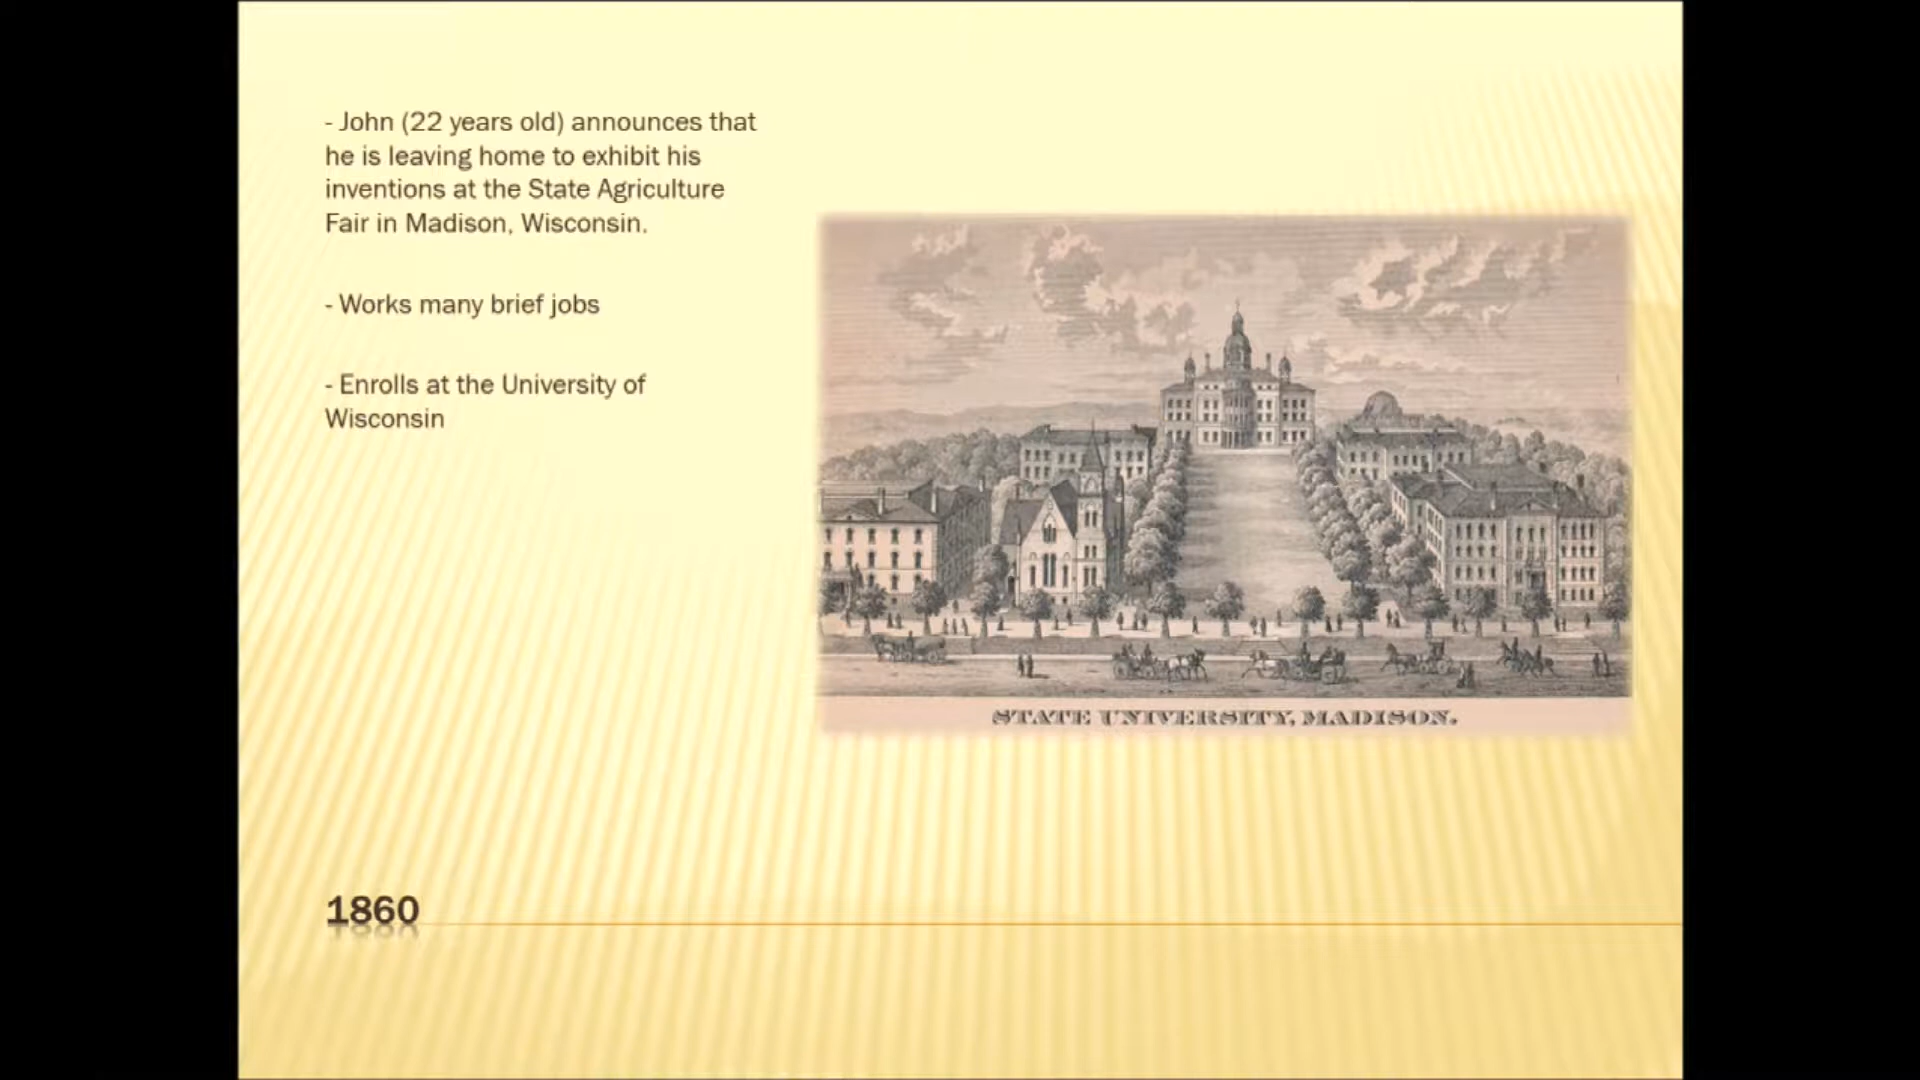 - John (22 years old) announces that
he is leaving home to exhibit his
inventions at the State Agriculture
Fair in Madison, Wisconsin.
- Works many brief jobs
- Enrolls at the University of
Wisconsin
STATE UNIVERSITY, MADISON.
1860